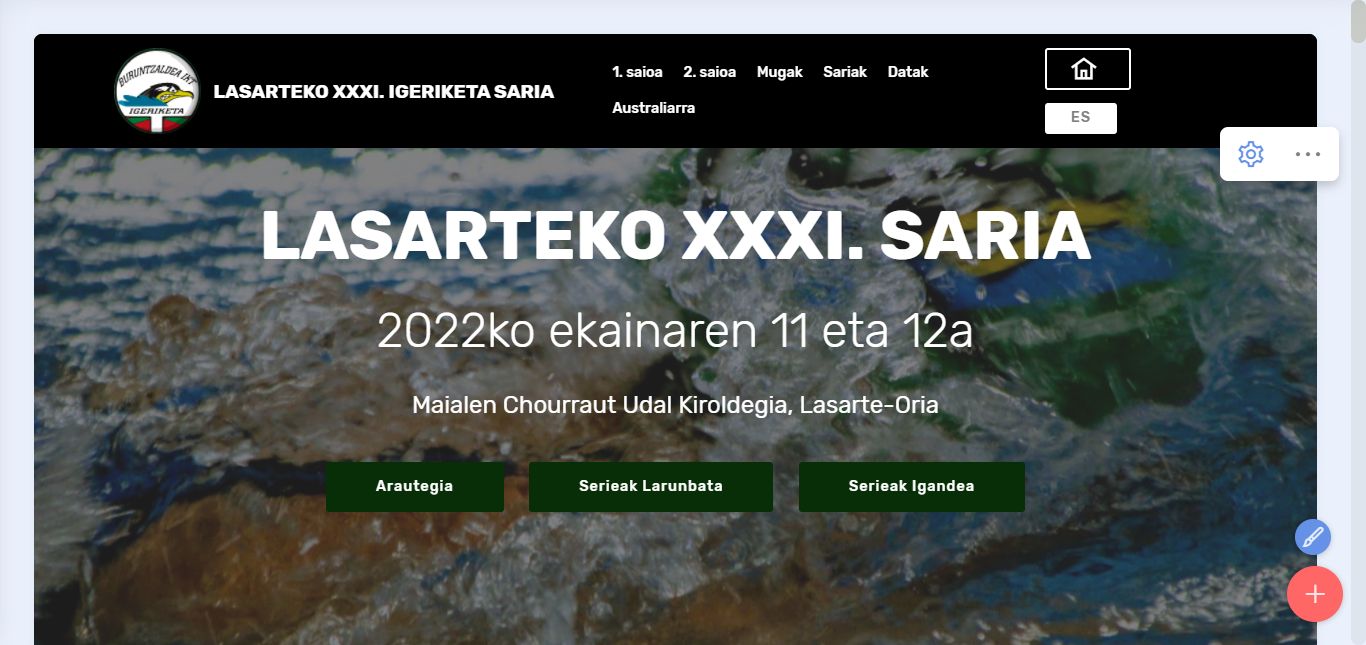 BURUNTZALDEA IKT
IGERIKETA
LASARTEKO XXXI. IGERIKETA SARIA
1. saioa 2. saioa Mugak Sariak Datak
Australiarra
ES
LASARTEKO XXXI. SARIA
2022ko ekainaren 11 eta 12a
Maialen Chourraut Udal Kiroldegia, Lasarte-Oria
Arautegia Serieak Larunbata Serieak Igandea